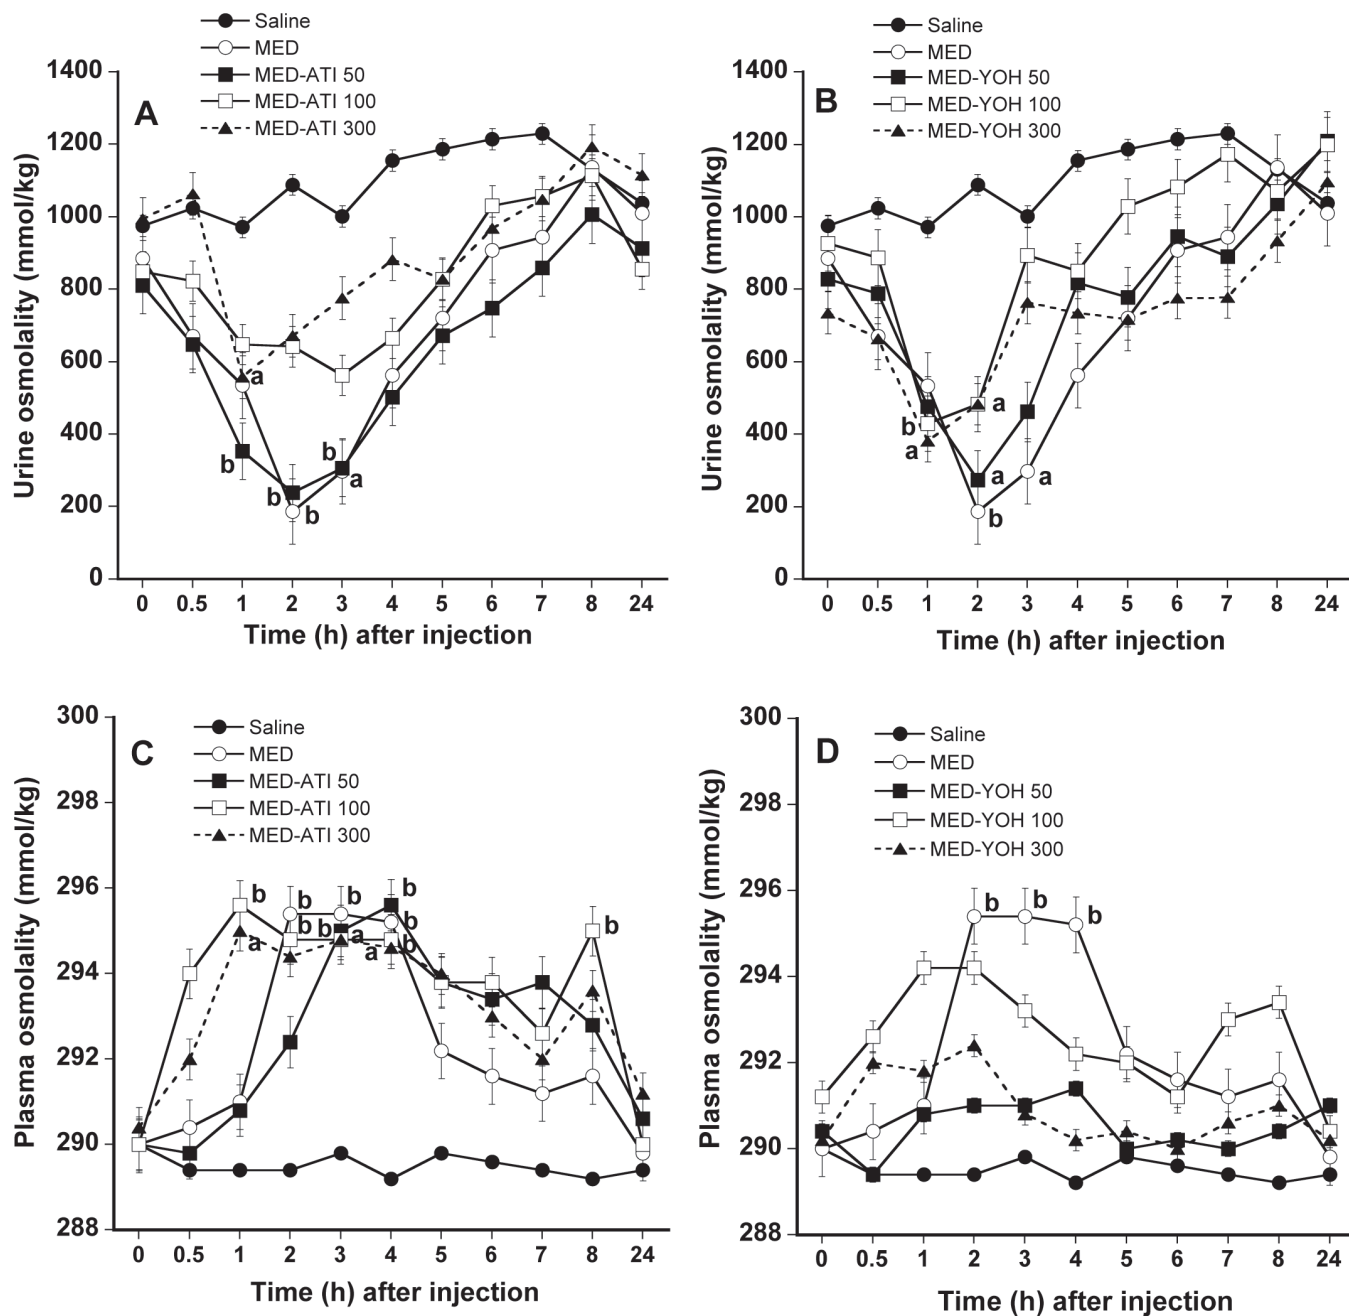 Saline
MED
MED-ATI 50
MED-ATI 100
MED-ATI 300
A
Urine osmolality (mmol/kg)
1400
1200
1000
800
600
400
200
0
a
b
b
b
b
a
0 0.5 1 2 3 4 5 6 7 8 24
Time (h) after injection
Saline
MED
MED-YOH 50
MED-YOH 100
MED-YOH 300
B
Urine osmolality (mmol/kg)
1400
1200
1000
800
600
400
200
0
b
a
a
a
b
a
0 0.5 1 2 3 4 5 6 7 8 24
Time (h) after injection
Saline
MED
MED-ATI 50
MED-ATI 100
MED-ATI 300
C
Plasma osmolality (mmol/kg)
300
298
296
294
292
290
288
b
a
b
b
b
b
a
a
b
b
b
b
0 0.5 1 2 3 4 5 6 7 8 24
Time (h) after injection
Saline
MED
MED-YOH 50
MED-YOH 100
MED-YOH 300
D
Plasma osmolality (mmol/kg)
300
298
296
294
292
290
288
b
b
b
0 0.5 1 2 3 4 5 6 7 8 24
Time (h) after injection